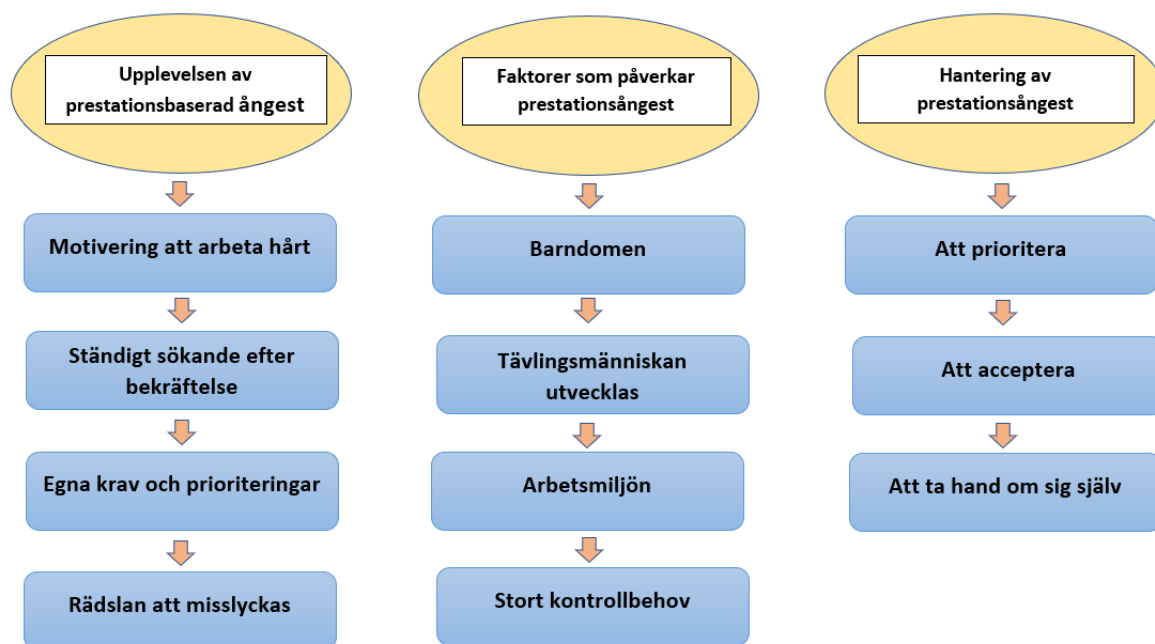 Upplevelsen av
prestationsbaserad ångest
Motivering att arbeta hårt
Ständigt sökande efter
bekräftelse
Egna krav och prioriteringar
Rädslan att misslyckas
Faktorer som påverkar
prestationsångest
Barndomen
Tävlingsmänniskan
utvecklas
Arbetsmiljön
Stort kontrollbehov
Hantering av
prestationsångest
Att prioritera
Att acceptera
Att ta hand om sig själv